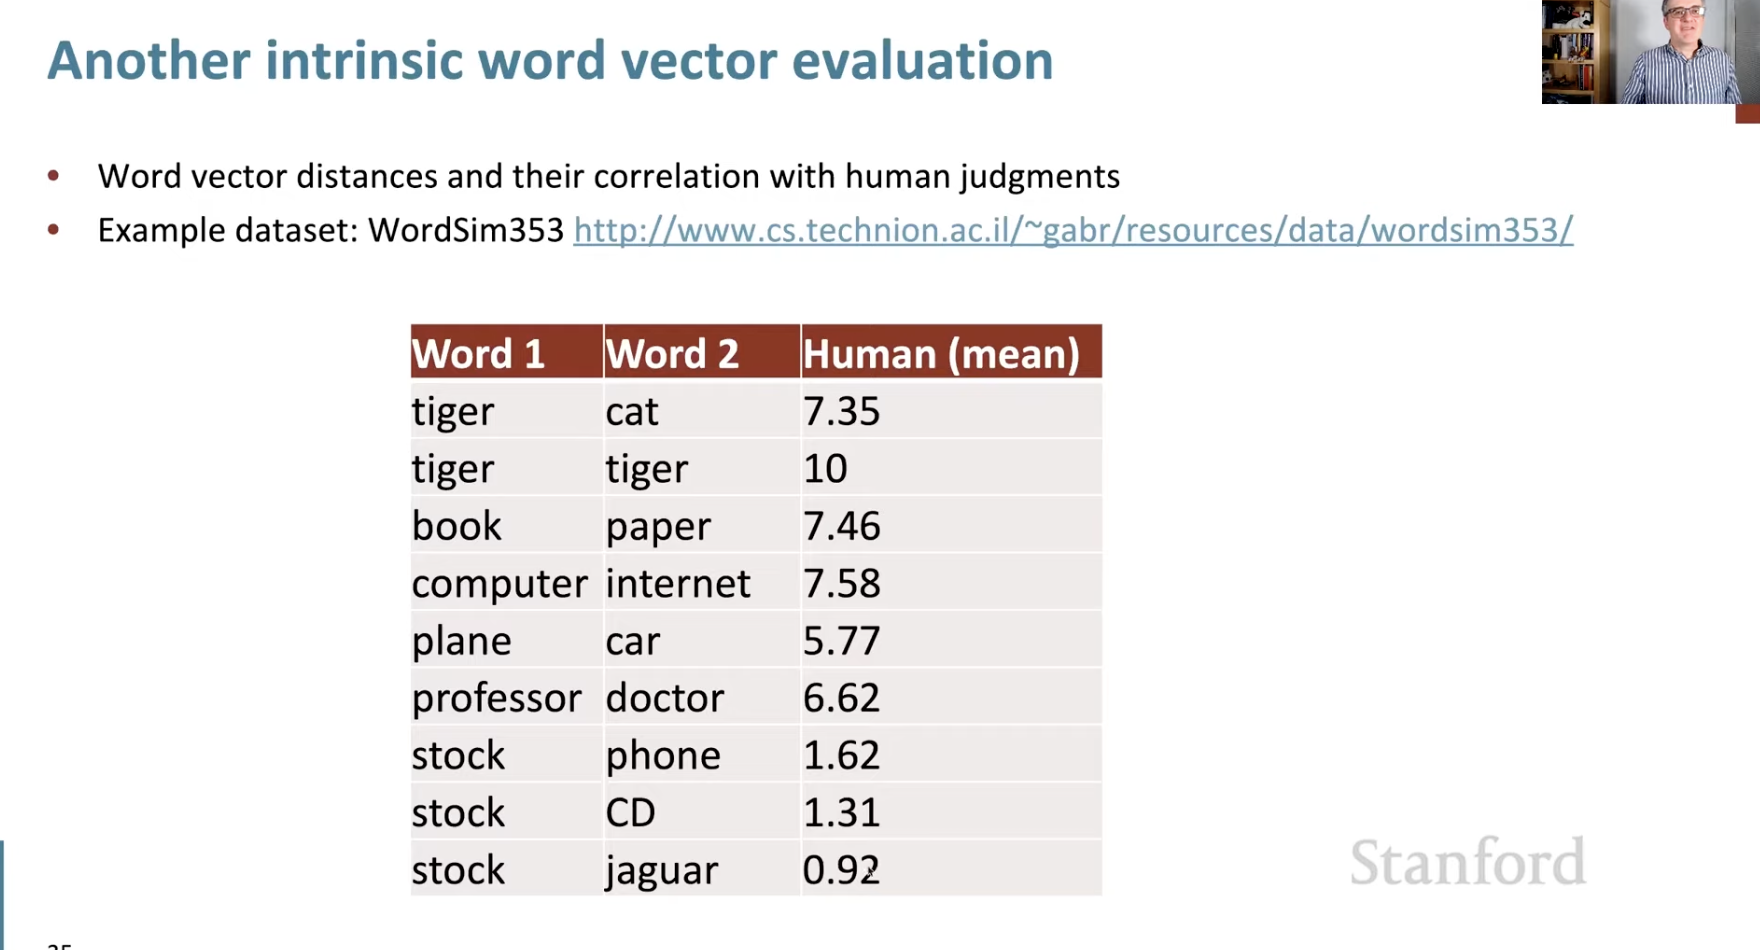 Another intrinsic word vector evaluation
• Word vector distances and their correlation with human judgments
• Example dataset: WordSim353 http://www.cs.technion.ac.il/~gabr/resources/data/wordsim353/
Word 1 Word 2 Human (mean)
tiger cat 7.35
tiger tiger 10
book paper 7.46
computer internet 7.58
plane car 5.77
professor doctor 6.62
stock phone 1.62
stock CD 1.31
stock jaguar 0.92
Stanford